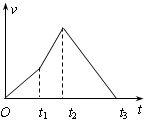 v
O t₁ t₂ t₃ t